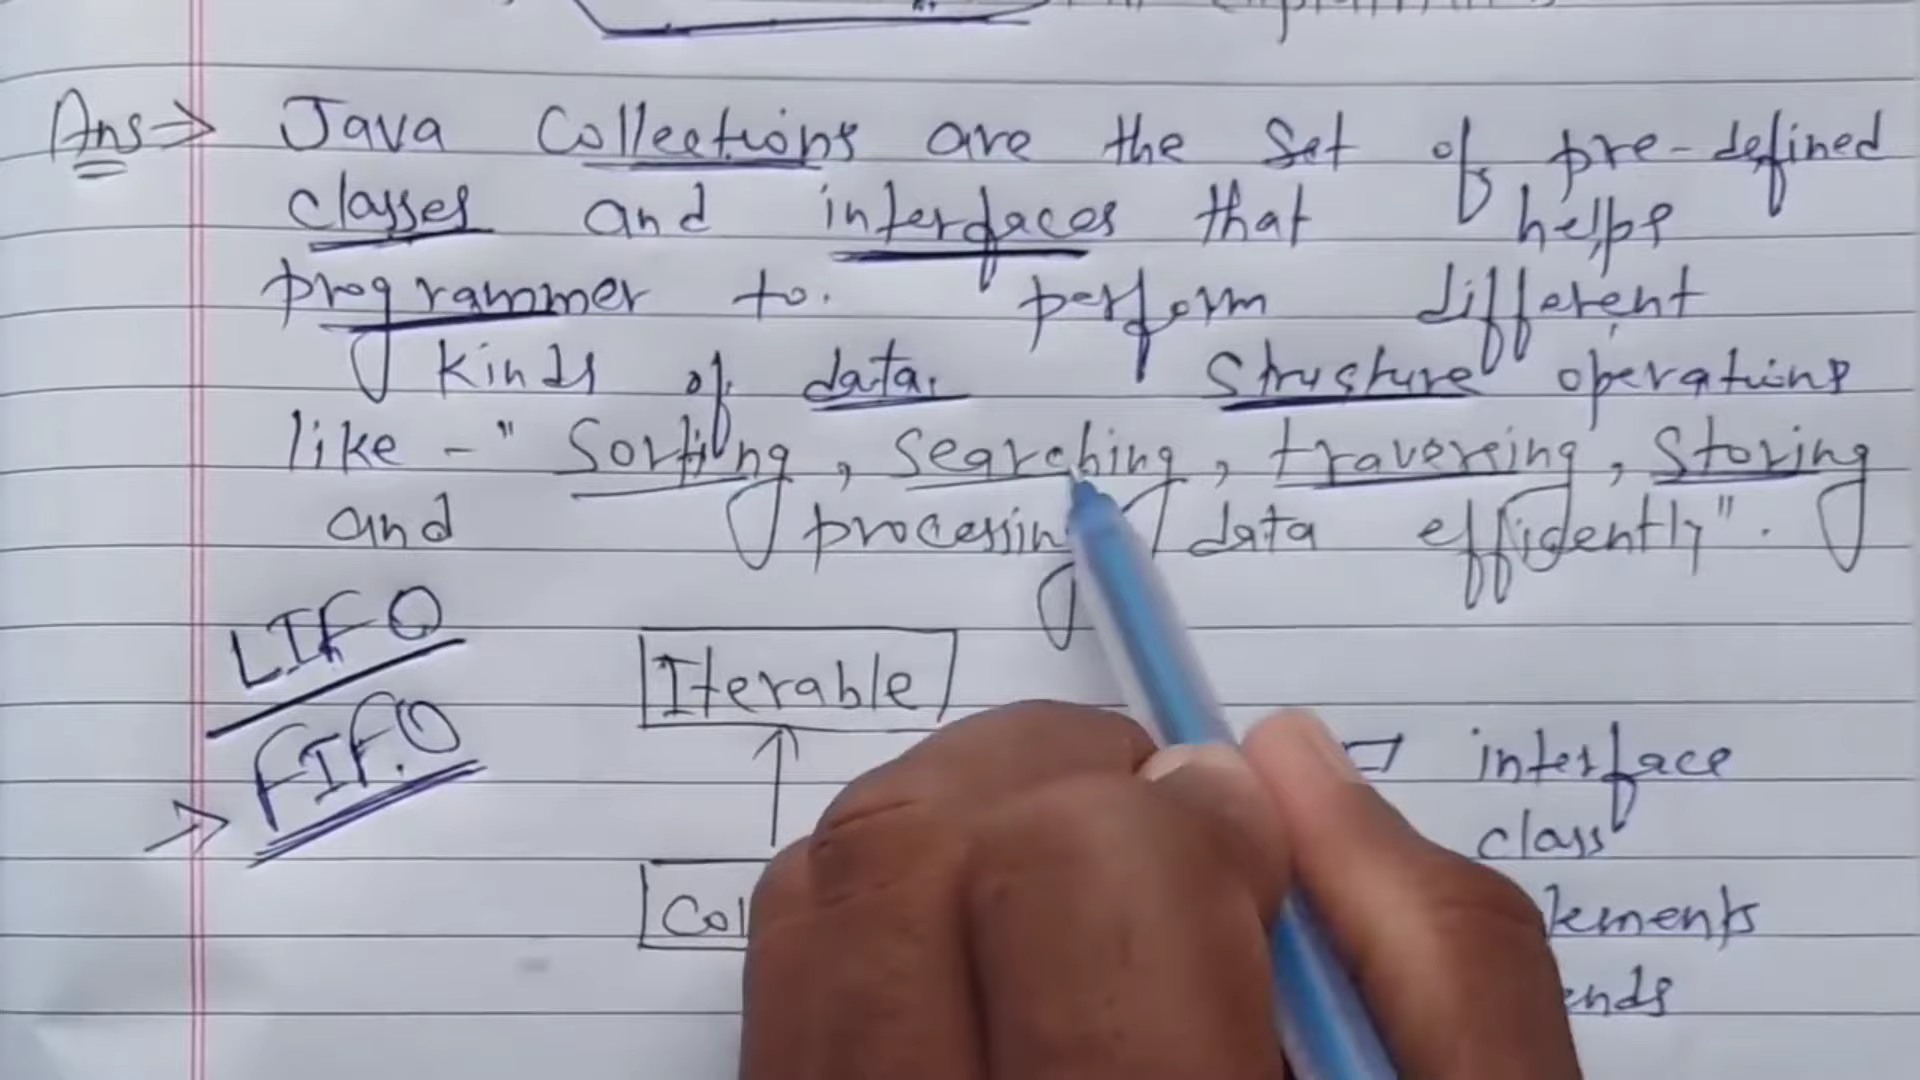 Ans⇒ Java Collections are the Set of pre-defined
classes and interfaces that helps
programmer to. perform different
kinds of data. Structure operations
like - " Sorting , Searching , traversing , Storing
and processing data efficiently" .
LIFO
FIFO
Iterable
interface
class